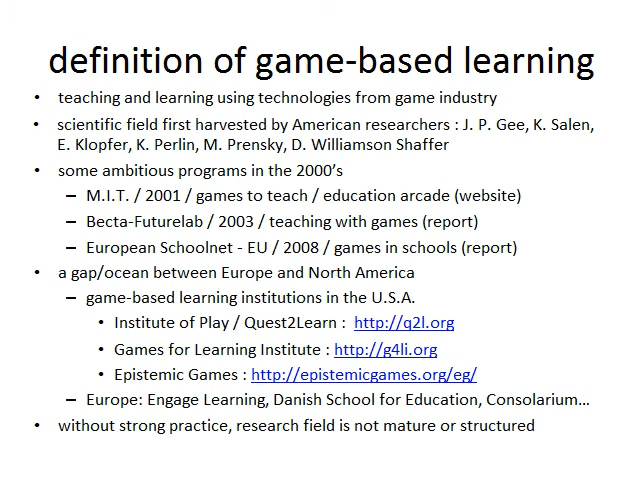 definition of game-based learning
• teaching and learning using technologies from game industry
• scientific field first harvested by American researchers : J. P. Gee, K. Salen,
E. Klopfer, K. Perlin, M. Prensky, D. Williamson Shaffer
• some ambitious programs in the 2000’s
– M.I.T. / 2001 / games to teach / education arcade (website)
– Becta-Futurelab / 2003 / teaching with games (report)
– European Schoolnet - EU / 2008 / games in schools (report)
• a gap/ocean between Europe and North America
– game-based learning institutions in the U.S.A.
• Institute of Play / Quest2Learn : http://q2l.org
• Games for Learning Institute : http://g4li.org
• Epistemic Games : http://epistemicgames.org/eg/
– Europe: Engage Learning, Danish School for Education, Consolarium…
• without strong practice, research field is not mature or structured